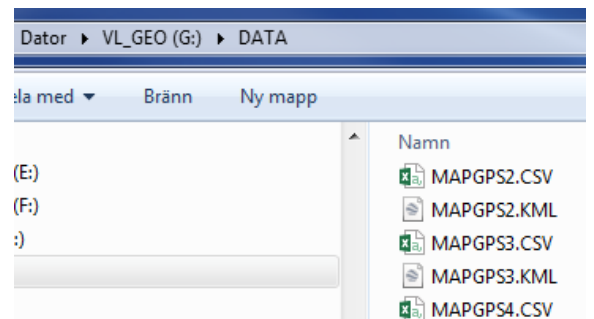 Dator ▸ VL_GEO (G:) ▸ DATA
ela med ▼ Bränn Ny mapp
Namn
(E:)
(F:)
:)
MAPGPS2.CSV
MAPGPS2.KML
MAPGPS3.CSV
MAPGPS3.KML
MAPGPS4.CSV